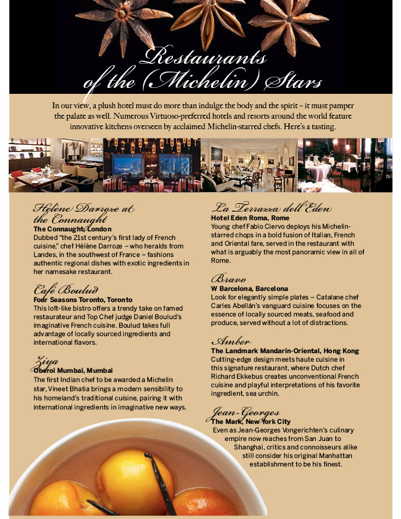 Restaurants
of the (Michelin) Stars
In our view, a plush hotel must do more than indulge the body and the spirit – it must pamper
the palate as well. Numerous Virtuoso-preferred hotels and resorts around the world feature
innovative kitchens overseen by acclaimed Michelin-starred chefs. Here's a tasting.
Hélène Darroze at
the Connaught
The Connaught, London
Dubbed "the 21st century's first lady of French
cuisine," chef Hélène Darroze – who heralds from
Landes, in the southwest of France – fashions
authentic regional dishes with exotic ingredients in
her namesake restaurant.
Café Boulud
Four Seasons Toronto, Toronto
This loft-like bistro offers a trendy take on famed
restaurateur and Top Chef judge Daniel Boulud's
imaginative French cuisine. Boulud takes full
advantage of locally sourced ingredients and
international flavors.
Ziya
Oberoi Mumbai, Mumbai
The first Indian chef to be awarded a Michelin
star, Vineet Bhatia brings a modern sensibility to
his homeland's traditional cuisine, pairing it with
international ingredients in imaginative new ways.
La Terrazza dell'Eden
Hotel Eden Roma, Rome
Young chef Fabio Ciervo deploys his Michelin-
starred chops in a bold fusion of Italian, French
and Oriental fare, served in the restaurant with
what is arguably the most panoramic view in all of
Rome.
Bravo
W Barcelona, Barcelona
Look for elegantly simple plates – Catalane chef
Carles Abellán's vanguard cuisine focuses on the
essence of locally sourced meats, seafood and
produce, served without a lot of distractions.
Amber
The Landmark Mandarin-Oriental, Hong Kong
Cutting-edge design meets haute cuisine in
this signature restaurant, where Dutch chef
Richard Ekkebus creates unconventional French
cuisine and playful interpretations of his favorite
ingredient, sea urchin.
Jean-Georges
The Mark, New York City
Even as Jean-Georges Vongerichten's culinary
empire now reaches from San Juan to
Shanghai, critics and connoisseurs alike
still consider his original Manhattan
establishment to be his finest.